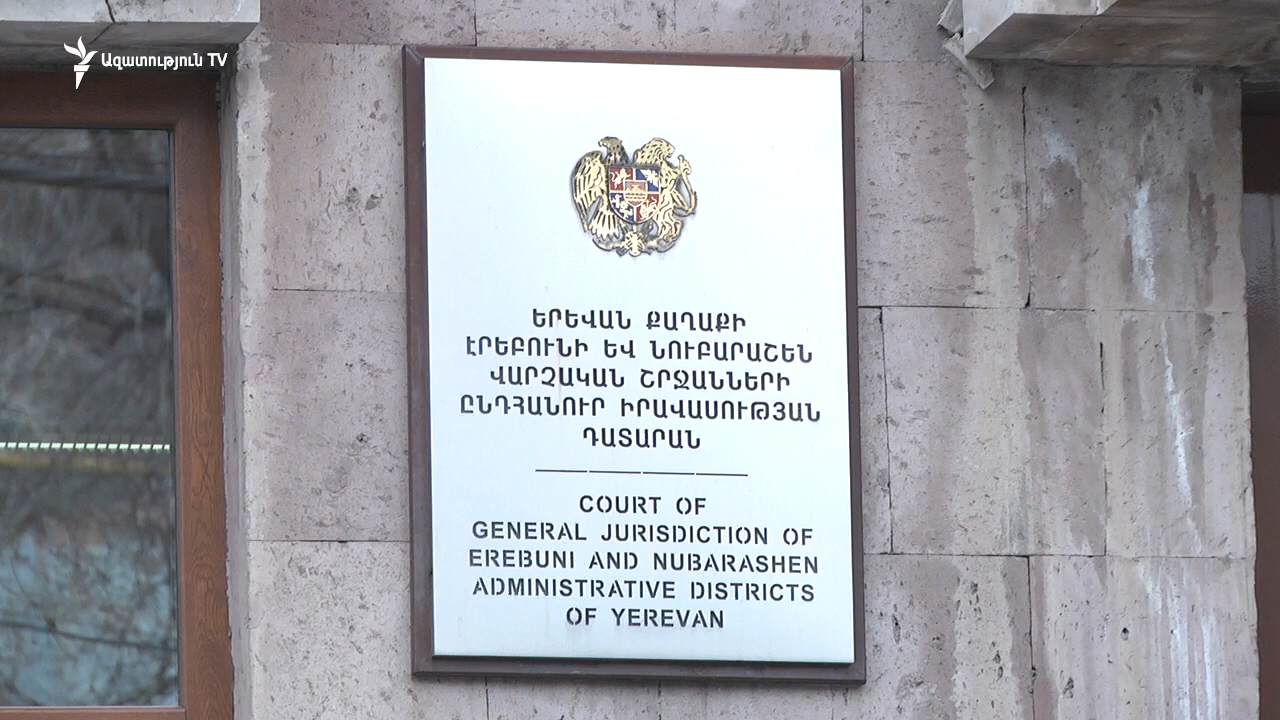 Ազատություն TV
ԵՐԵՎԱՆ ՔԱՂԱՔԻ
ԷՐԵԲՈՒՆԻ ԵՎ ՆՈՒԲԱՐԱՇԵՆ
ՎԱՐՉԱԿԱՆ ՇՐՋԱՆՆԵՐԻ
ԸՆԴՀԱՆՈՒՐ ԻՐԱՎԱՍՈՒԹՅԱՆ
ԴԱՏԱՐԱՆ
COURT OF
GENERAL JURISDICTION OF
EREBUNI AND NUBARASHEN
ADMINISTRATIVE DISTRICTS
OF YEREVAN